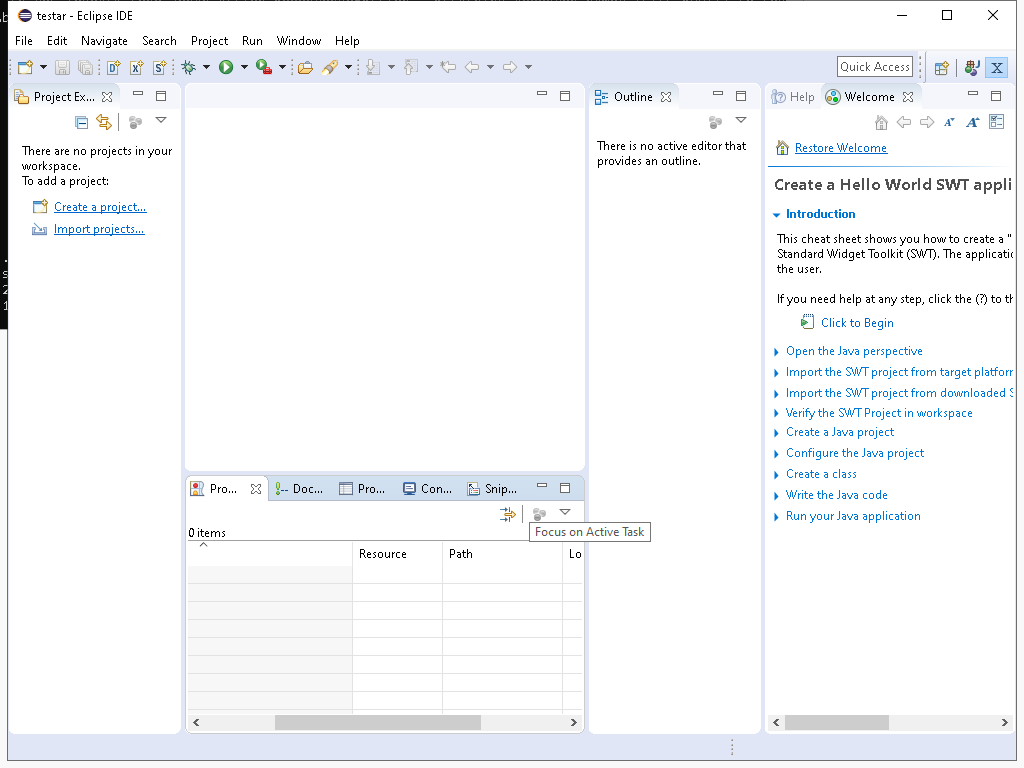 testar - Eclipse IDE
File Edit Navigate Search Project Run Window Help
Quick Access
Project Ex...
There are no projects in your
workspace.
To add a project:
Create a project...
Import projects...
Outline
There is no active editor that
provides an outline.
Help Welcome
Restore Welcome
Create a Hello World SWT appli
Introduction
This cheat sheet shows you how to create a "
Standard Widget Toolkit (SWT). The applicatio
the user.
If you need help at any step, click the (?) to th
Click to Begin
Open the Java perspective
Import the SWT project from target platform
Import the SWT project from downloaded S
Verify the SWT Project in workspace
Create a Java project
Configure the Java project
Create a class
Write the Java code
Run your Java application
Pro... Doc... Pro... Con... Snip...
0 items
Focus on Active Task
Resource Path Lo